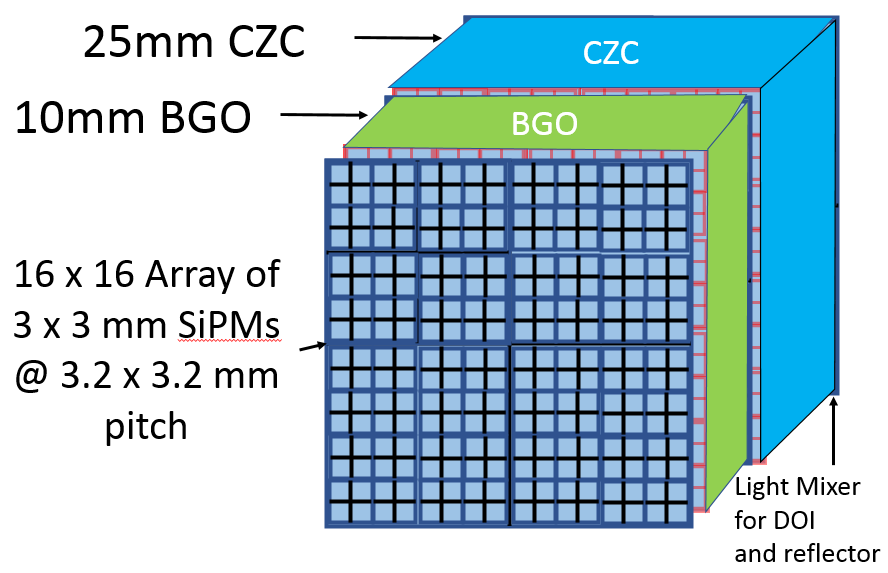 25mm CZC
CZC
10mm BGO
BGO
16 x 16 Array of
3 x 3 mm SiPMs
@ 3.2 x 3.2 mm
pitch
Light Mixer
for DOI
and reflector